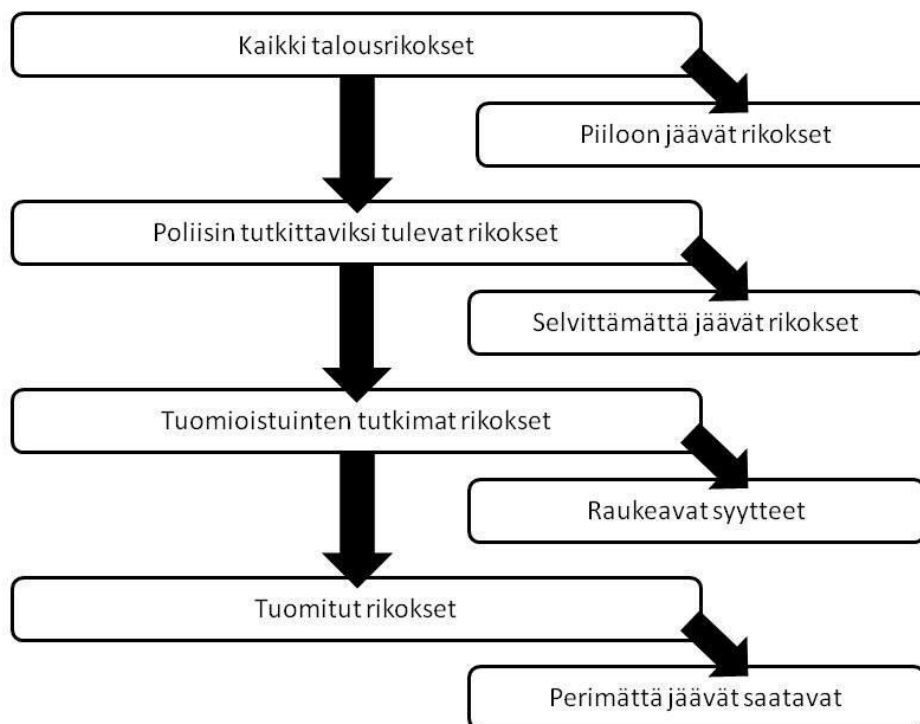 Kaikki talousrikokset
Piiloon jäävät rikokset
Poliisin tutkittaviksi tulevat rikokset
Selvittämättä jäävät rikokset
Tuomioistuinten tutkimat rikokset
Raukeavat syytteet
Tuomitut rikokset
Perimättä jäävät saatavat